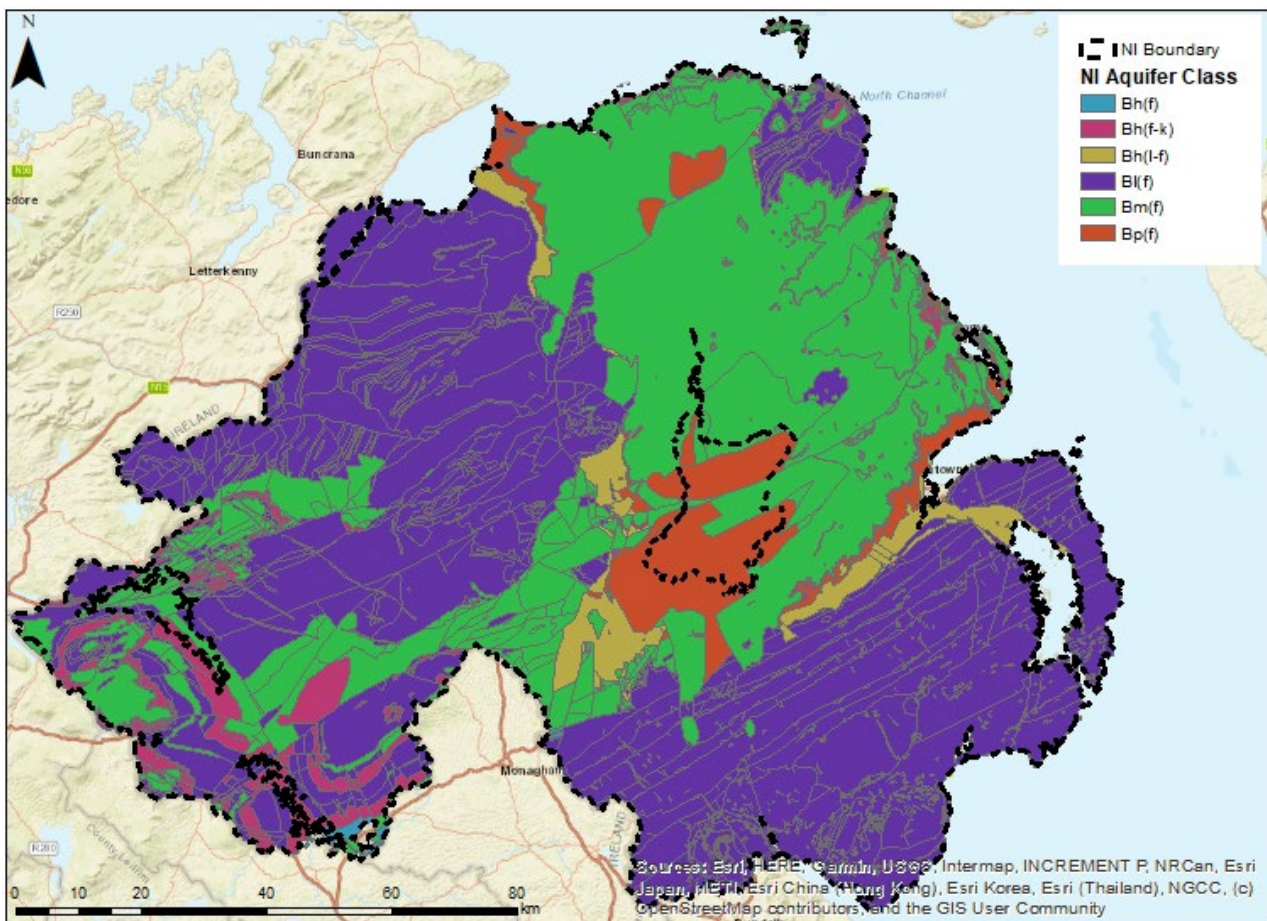 N
NI Boundary
NI Aquifer Class
Bh(f)
Bh(f-k)
Bh(I-f)
Bl(f)
Bm(f)
Bp(f)
North Channel
Buncrana
N56
edore
Letterkenny
R250
N15
IRELAND
rtown
Monaghan
IRELAND
R280
County Leitrim
0 10 20 40 60 80
km
Sources: Esri, HERE, Garmin, USGS, Intermap, INCREMENT P, NRCan, Esri
Japan, METI, Esri China (Hong Kong), Esri Korea, Esri (Thailand), NGCC, (c)
OpenStreetMap contributors, and the GIS User Community